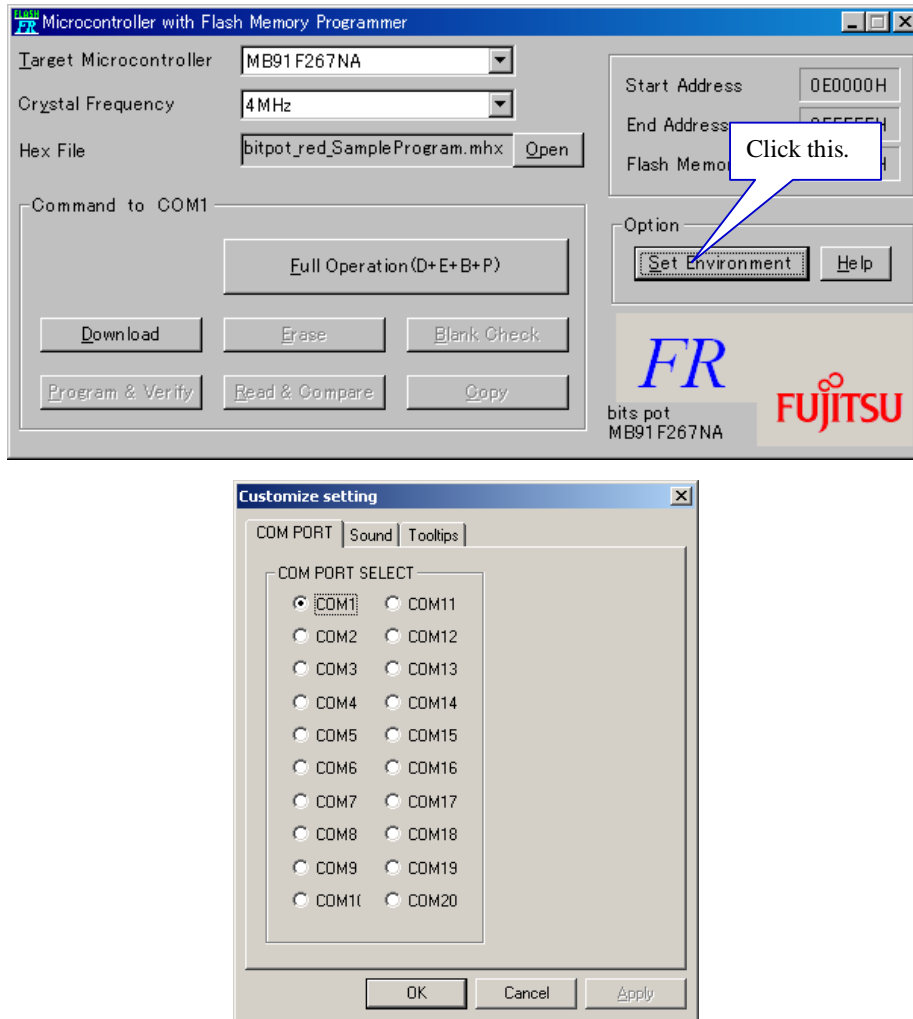 FLASH
FR Microcontroller with Flash Memory Programmer
Target Microcontroller MB91F267NA
Crystal Frequency 4MHz
Hex File bitpot_red_SampleProgram.mhx Open
Start Address 0E0000H
End Address
Flash Memo
Click this.
Command to COM1
Full Operation(D+E+B+P)
Download Erase Blank Check
Program & Verify Read & Compare Copy
Option
Set Environment Help
FR
bits pot
MB91F267NA
FUJITSU
Customize setting
COM PORT Sound Tooltips
COM PORT SELECT
COM1 COM11
COM2 COM12
COM3 COM13
COM4 COM14
COM5 COM15
COM6 COM16
COM7 COM17
COM8 COM18
COM9 COM19
COM1( COM20
OK Cancel Apply